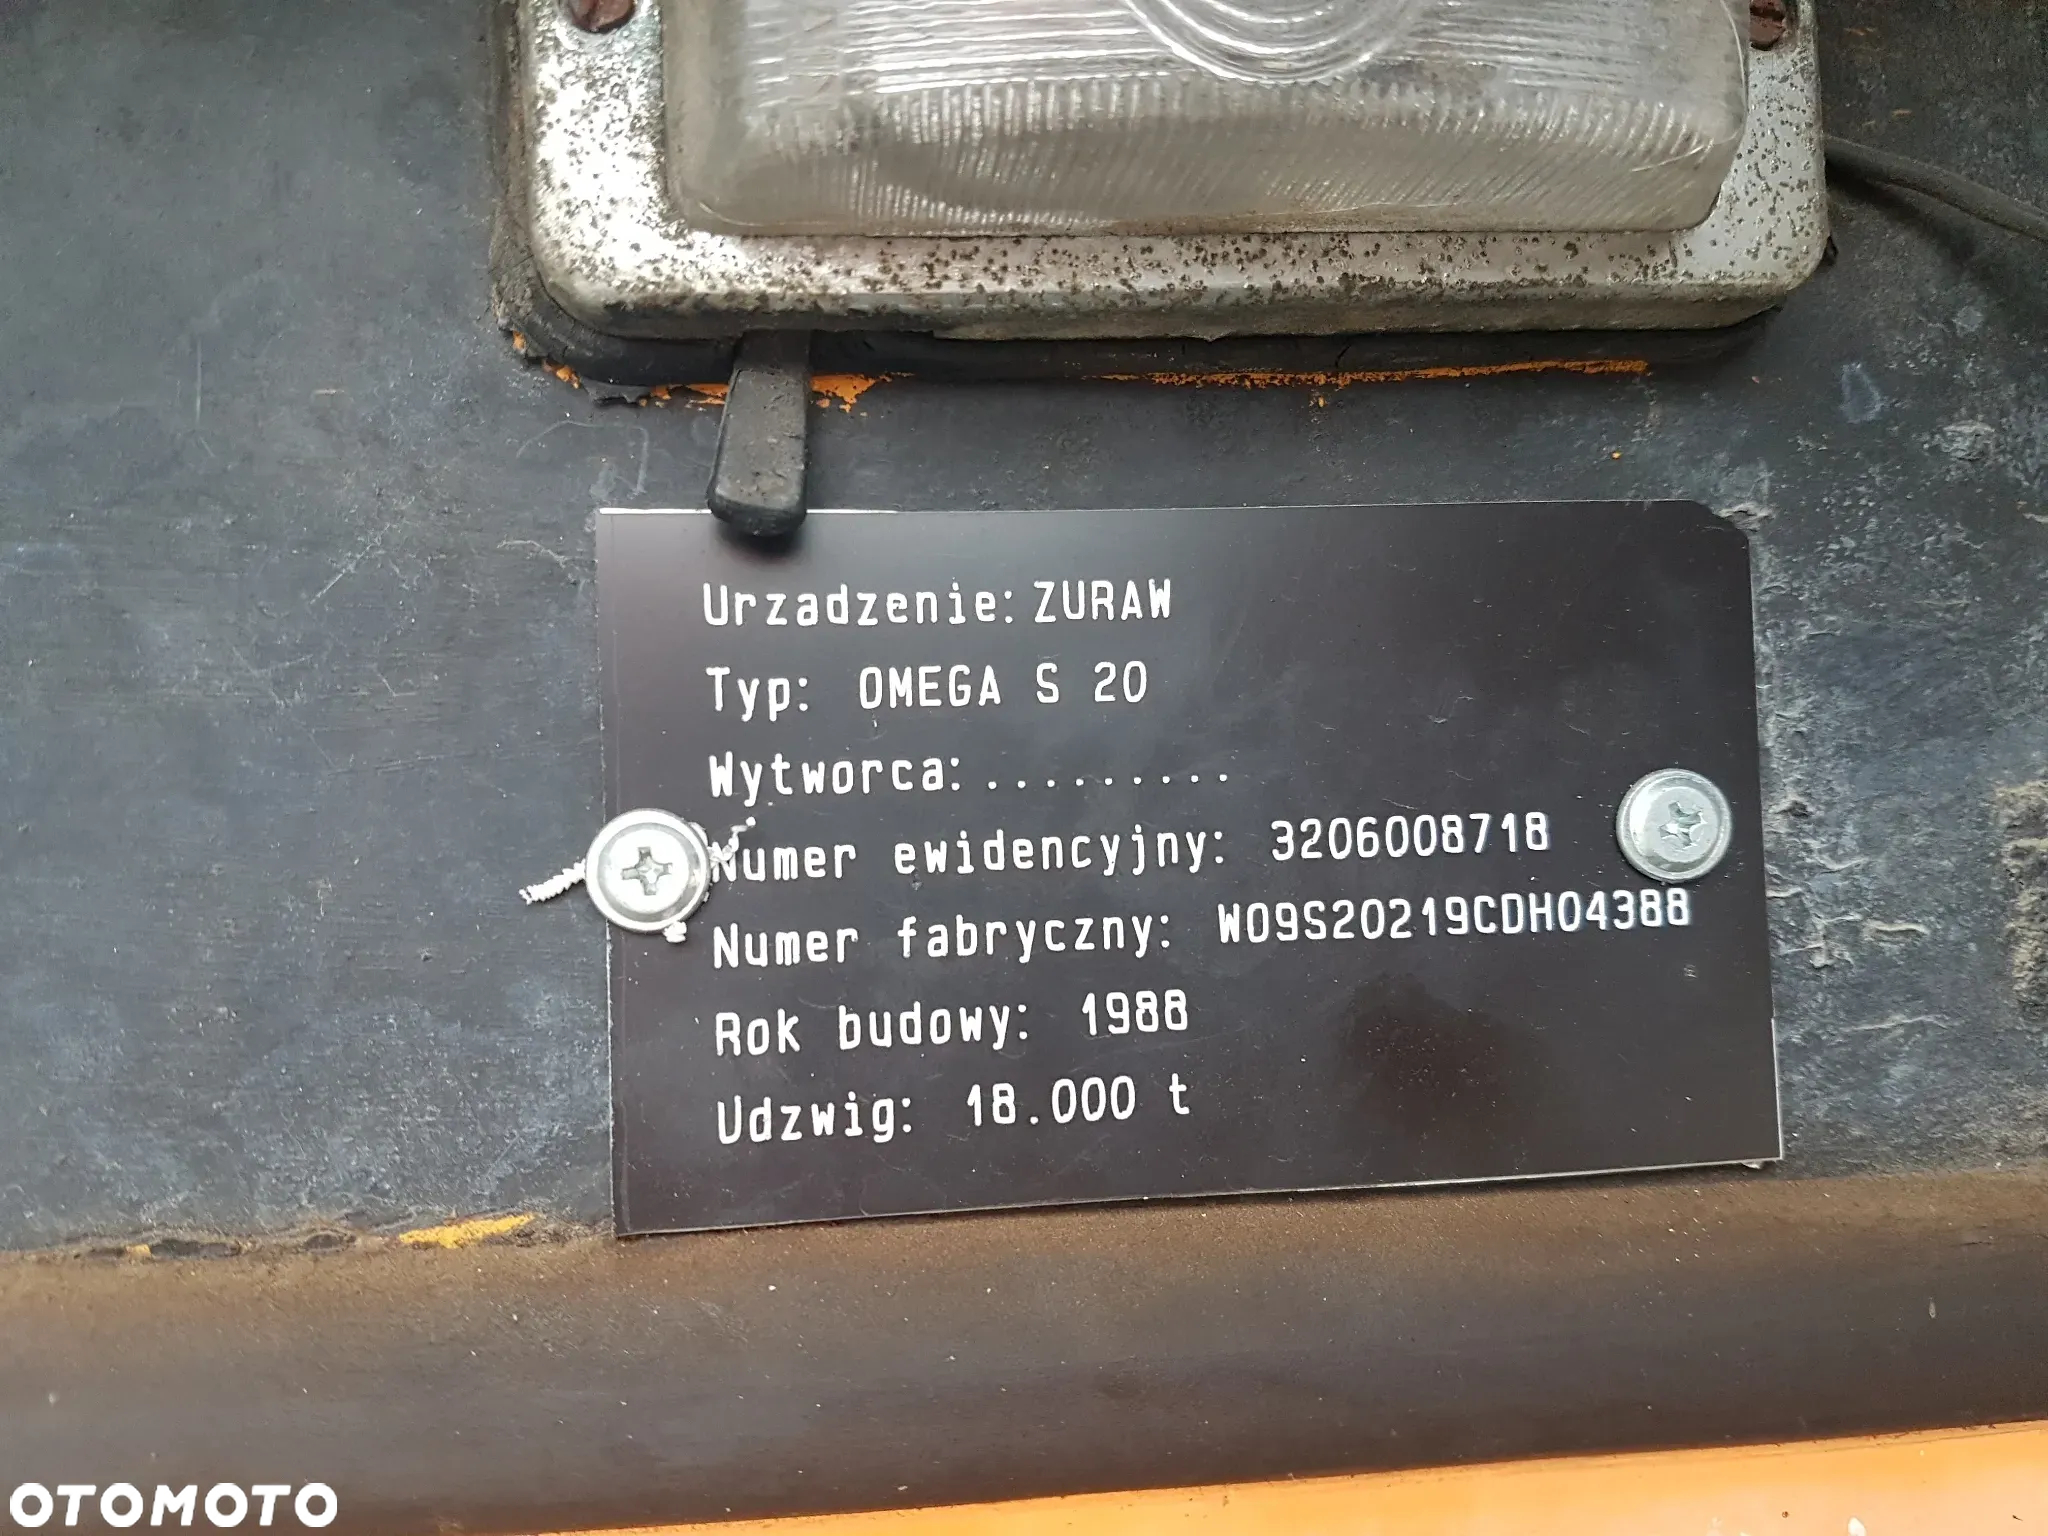 Urzadzenie: ZURAW
Typ: OMEGA S 20
Wytworca: .........
Numer ewidencyjny: 3206008718
Numer fabryczny: W09S20219CDH04388
Rok budowy: 1988
Udzwig: 18.000 t
OTOMOTO